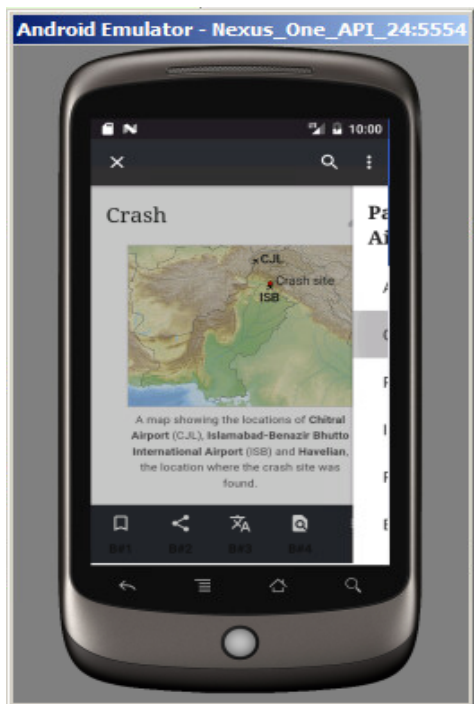 Android Emulator - Nexus_One_API_24:5554
10:00
Crash
Pa
Ai
CJL
Crash site
ISB
A map showing the locations of Chitral
Airport (CJL), Islamabad-Benazir Bhutto
International Airport (ISB) and Havelian,
the location where the crash site was
found.
B#1 B#2 B#3 B#4